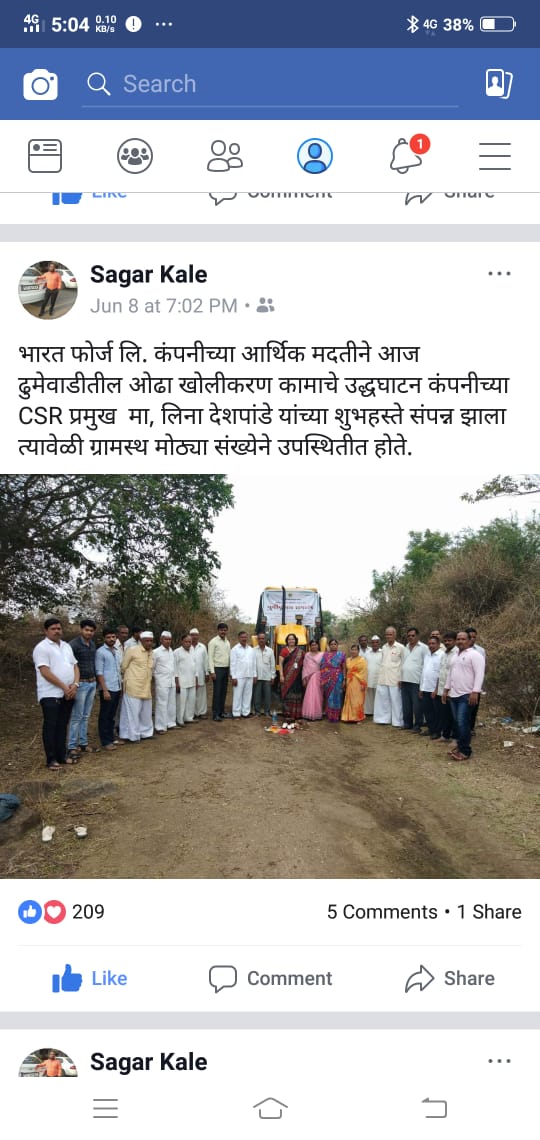 4G 5:04 0.10 KB/s ! ... 4G 38%
Search
1
Like Comment Share
Sagar Kale
Jun 8 at 7:02 PM •
भारत फोर्ज लि. कंपनीच्या आर्थिक मदतीने आज
ढुमेवाडीतील ओढा खोलीकरण कामाचे उद्धघाटन कंपनीच्या
CSR प्रमुख मा, लिना देशपांडे यांच्या शुभहस्ते संपन्न झाला
त्यावेळी ग्रामस्थ मोठ्या संख्येने उपस्थितीत होते.
209 5 Comments • 1 Share
Like Comment Share
Sagar Kale